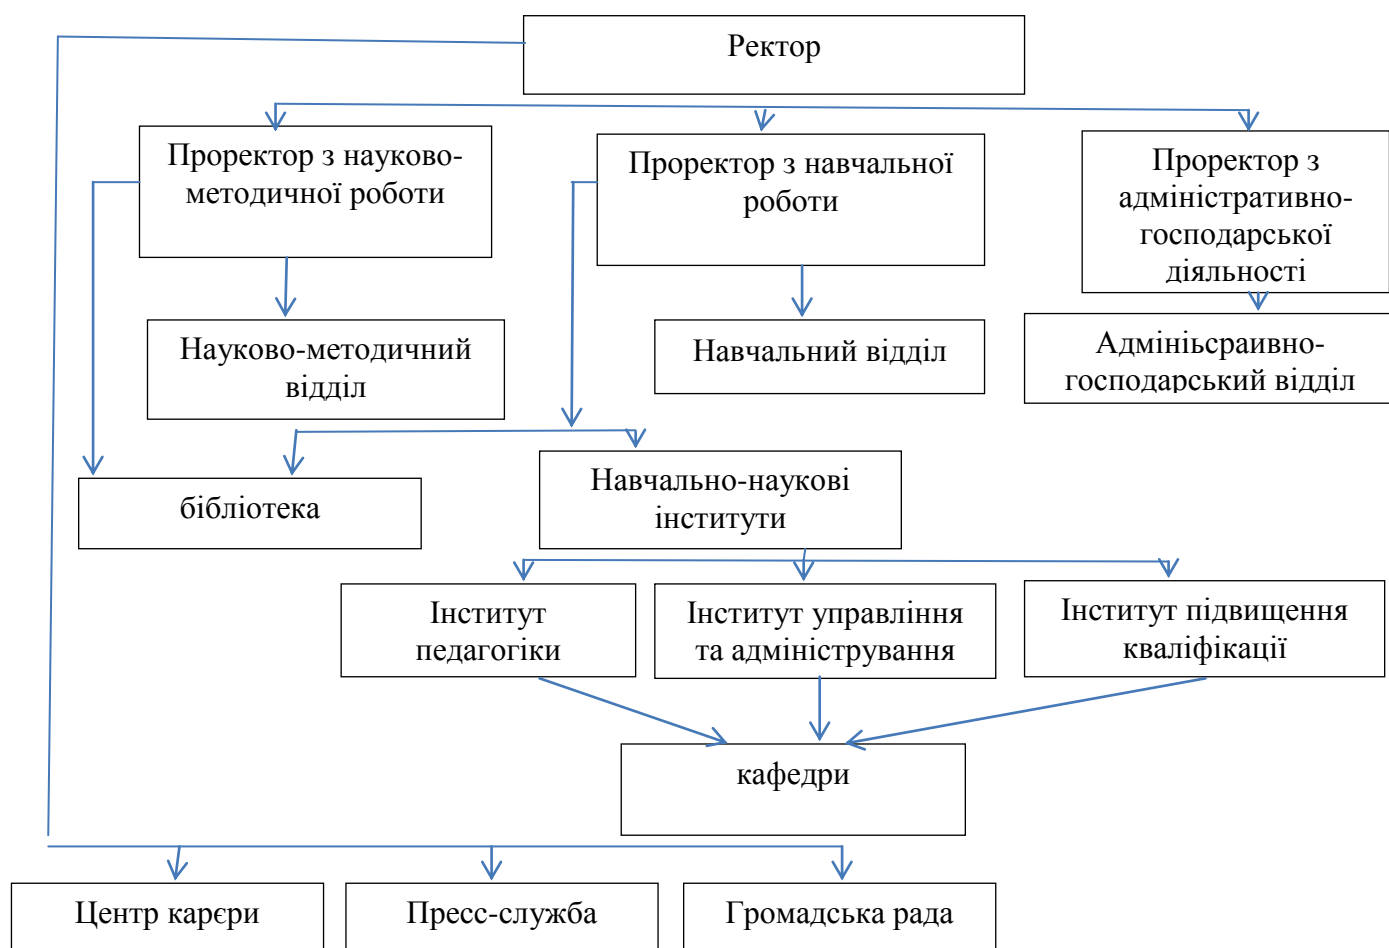 Ректор
Проректор з науково-
методичної роботи
Проректор з навчальної
роботи
Проректор з
адміністративно-
господарської
діяльності
Науково-методичний
відділ
Навчальний відділ
Адмініьсраивно-
господарський відділ
бібліотека
Навчально-наукові
інститути
Інститут
педагогіки
Інститут управління
та адміністрування
Інститут підвищення
кваліфікації
кафедри
Центр карєри
Пресс-служба
Громадська рада